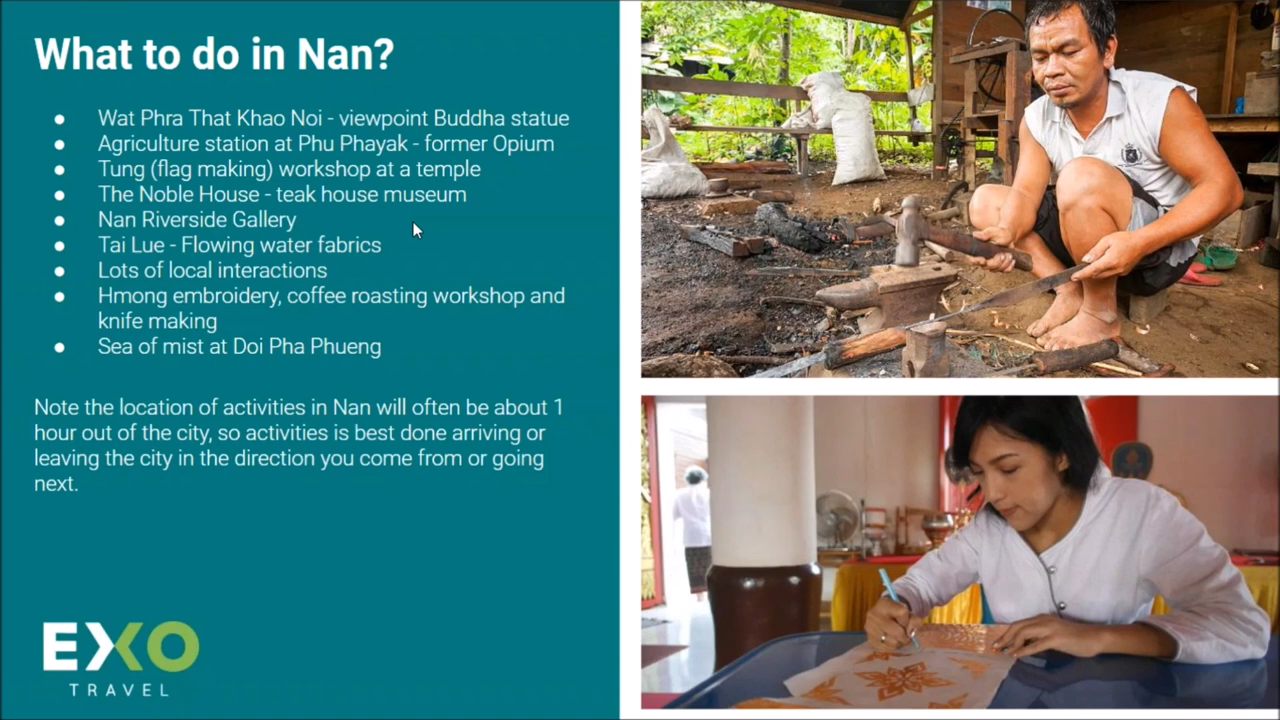 What to do in Nan?
● Wat Phra That Khao Noi - viewpoint Buddha statue
● Agriculture station at Phu Phayak - former Opium
● Tung (flag making) workshop at a temple
● The Noble House - teak house museum
● Nan Riverside Gallery
● Tai Lue - Flowing water fabrics
● Lots of local interactions
● Hmong embroidery, coffee roasting workshop and
knife making
● Sea of mist at Doi Pha Phueng
Note the location of activities in Nan will often be about 1
hour out of the city, so activities is best done arriving or
leaving the city in the direction you come from or going
next.
EXO
TRAVEL